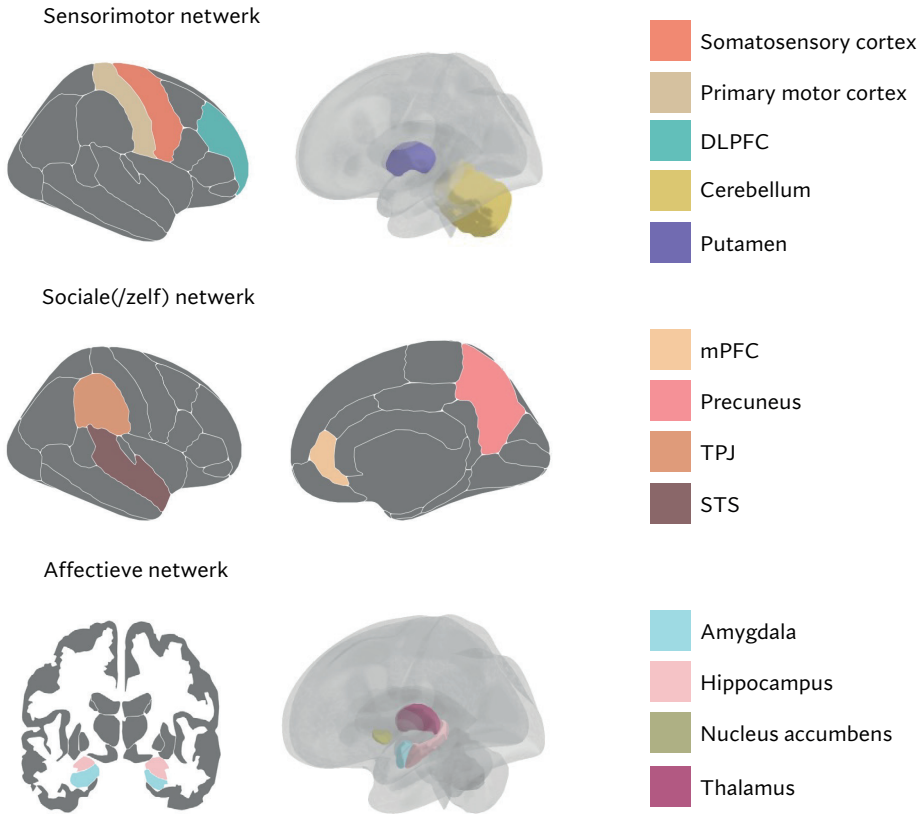 Sensorimotor netwerk
Somatosensory cortex
Primary motor cortex
DLPFC
Cerebellum
Putamen
Sociale(/zelf) netwerk
mPFC
Precuneus
TPJ
STS
Affectieve netwerk
Amygdala
Hippocampus
Nucleus accumbens
Thalamus